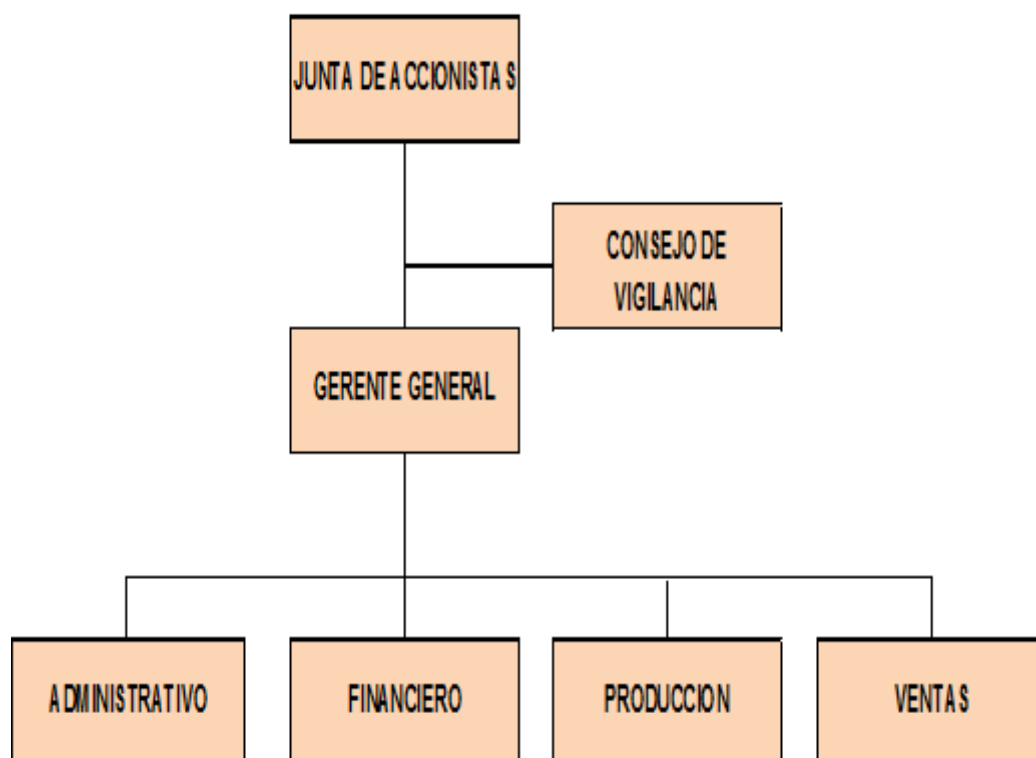 JUNTA DE ACCIONISTAS
CONSEJO DE
VIGILANCIA
GERENTE GENERAL
ADMINISTRATIVO
FINANCIERO
PRODUCCION
VENTAS